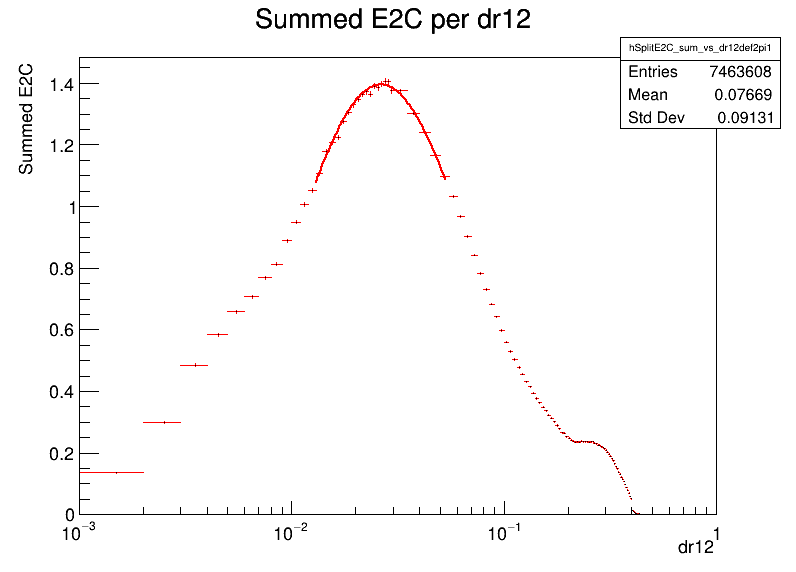 Summed E2C per dr12
hSplitE2C_sum_vs_dr12def2pi1
Entries 7463608
Mean 0.07669
Std Dev 0.09131
Summed E2C
1.4
1.2
1
0.8
0.6
0.4
0.2
0
10⁻³ 10⁻² 10⁻¹ 1
dr12